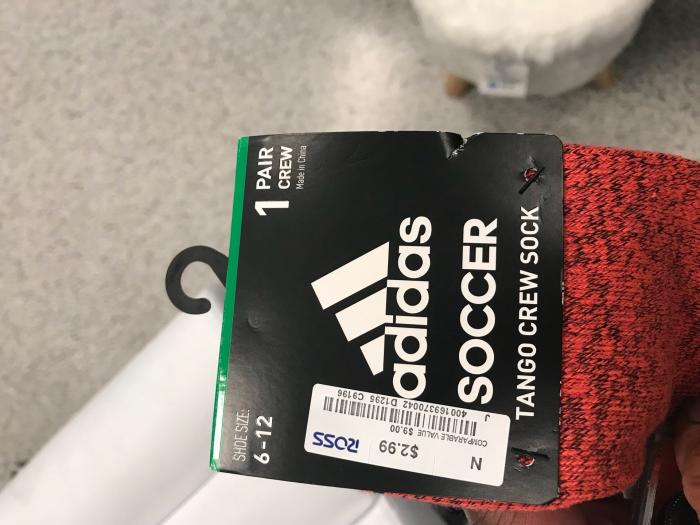 1 PAIR
CREW
Made in China
adidas
SOCCER
TANGO CREW SOCK
SHOE SIZE:
6-12
J
400169370042 D1295 C9196
COMPARABLE VALUE $9.00
ROSS
$2.99
N